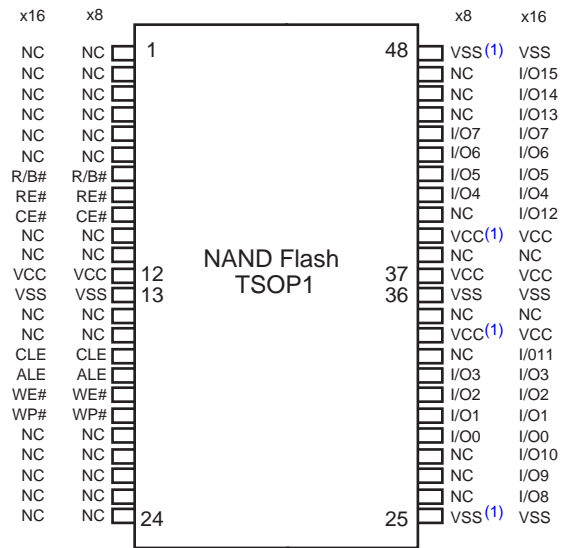 x16 x8 x8 x16
NC NC 1 48 VSS(1) VSS
NC NC NC I/O15
NC NC NC I/O14
NC NC NC I/O13
NC NC I/O7 I/O7
NC NC I/O6 I/O6
R/B# R/B# I/O5 I/O5
RE# RE# I/O4 I/O4
CE# CE# NC I/O12
NC NC VCC(1) VCC
NC NC NAND Flash NC NC
VCC VCC 12 TSOP1 37 VCC VCC
VSS VSS 13 36 VSS VSS
NC NC NC NC
NC NC VCC(1) VCC
CLE CLE NC I/011
ALE ALE I/O3 I/O3
WE# WE# I/O2 I/O2
WP# WP# I/O1 I/O1
NC NC I/O0 I/O0
NC NC NC I/O10
NC NC NC I/O9
NC NC NC I/O8
NC NC 24 25 VSS(1) VSS